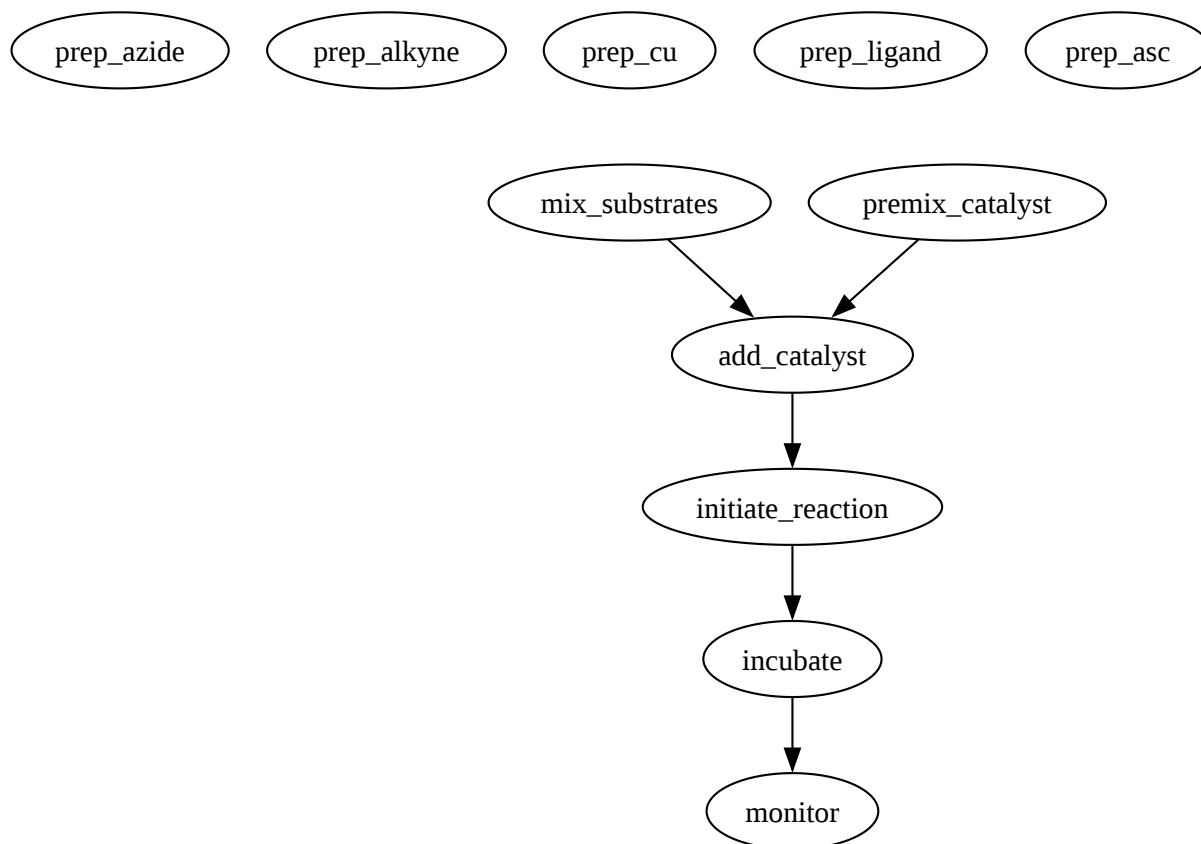 prep_azide
prep_alkyne
prep_cu
prep_ligand
prep_asc
mix_substrates
premix_catalyst
add_catalyst
initiate_reaction
incubate
monitor